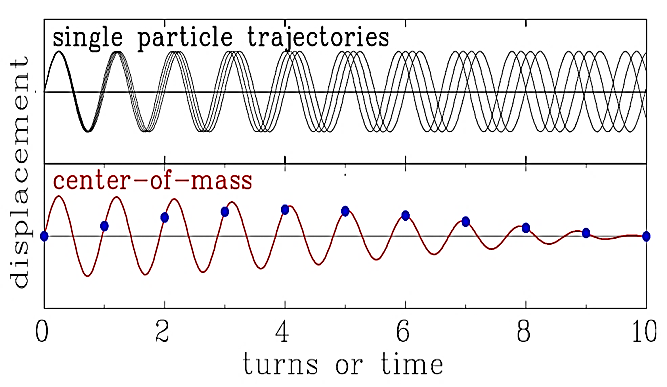 single particle trajectories
displacement
center-of-mass
0 2 4 6 8 10
turns or time